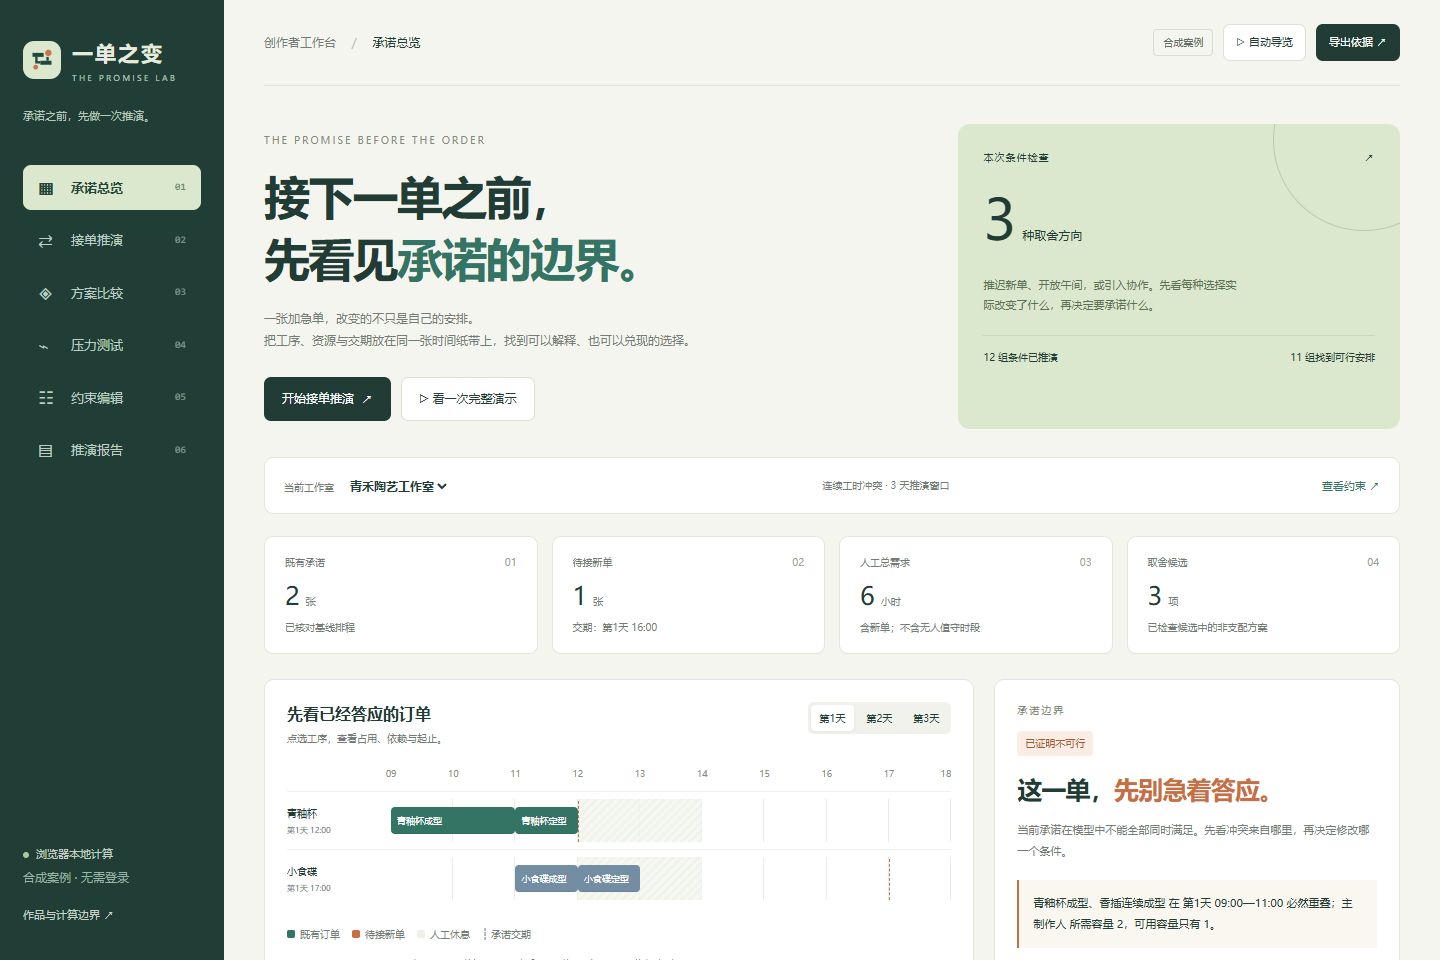 一单之变
THE PROMISE LAB
承诺之前，先做一次推演。
承诺总览 01
接单推演 02
方案比较 03
压力测试 04
约束编辑 05
推演报告 06
浏览器本地计算
合成案例 · 无需登录
作品与计算边界 ↗
创作者工作台 / 承诺总览
合成案例
▷ 自动导览
导出依据 ↗
THE PROMISE BEFORE THE ORDER
接下一单之前，
先看见承诺的边界。
一张加急单，改变的不只是自己的安排。
把工序、资源与交期放在同一张时间纸带上，找到可以解释、也可以兑现的选择。
开始接单推演 ↗
▷ 看一次完整演示
本次条件检查 ↗
3 种取舍方向
推迟新单、开放午间，或引入协作。先看每种选择实
际改变了什么，再决定要承诺什么。
12 组条件已推演
11 组找到可行安排
当前工作室 青禾陶艺工作室
连续工时冲突 · 3 天推演窗口
查看约束 ↗
既有承诺 01
2 张
已核对基线排程
待接新单 02
1 张
交期：第1天 16:00
人工总需求 03
6 小时
含新单；不含无人值守时段
取舍候选 04
3 项
已检查候选中的非支配方案
先看已经答应的订单
点选工序，查看占用、依赖与起止。
第1天 第2天 第3天
09 10 11 12 13 14 15 16 17 18
青釉杯
第1天 12:00
青釉杯成型 青釉杯定型
小食碟
第1天 17:00
小食碟成型 小食碟定型
既有订单 待接新单 人工休息 承诺交期
承诺边界
已证明不可行
这一单，先别急着答应。
当前承诺在模型中不能全部同时满足。先看冲突来自哪里，再决定修改哪
一个条件。
青釉杯成型、香插连续成型 在 第1天 09:00—11:00 必然重叠；主
制作人 所需容量 2，可用容量只有 1。